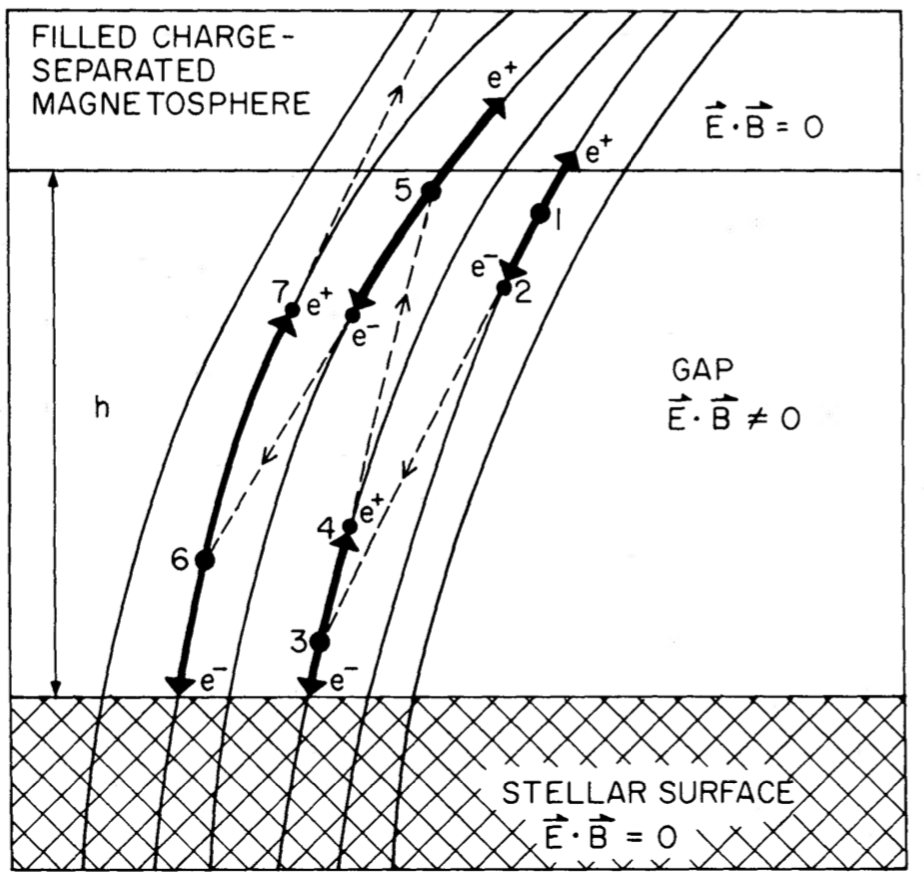 FILLED CHARGE-
SEPARATED
MAGNETOSPHERE
e⁺
E⃗ · B⃗ = 0
e⁺
5
1
e⁻
2
7
e⁺
e⁻
GAP
E⃗ · B⃗ ≠ 0
h
4
e⁺
6
3
e⁻
e⁻
STELLAR SURFACE
E⃗ · B⃗ = 0